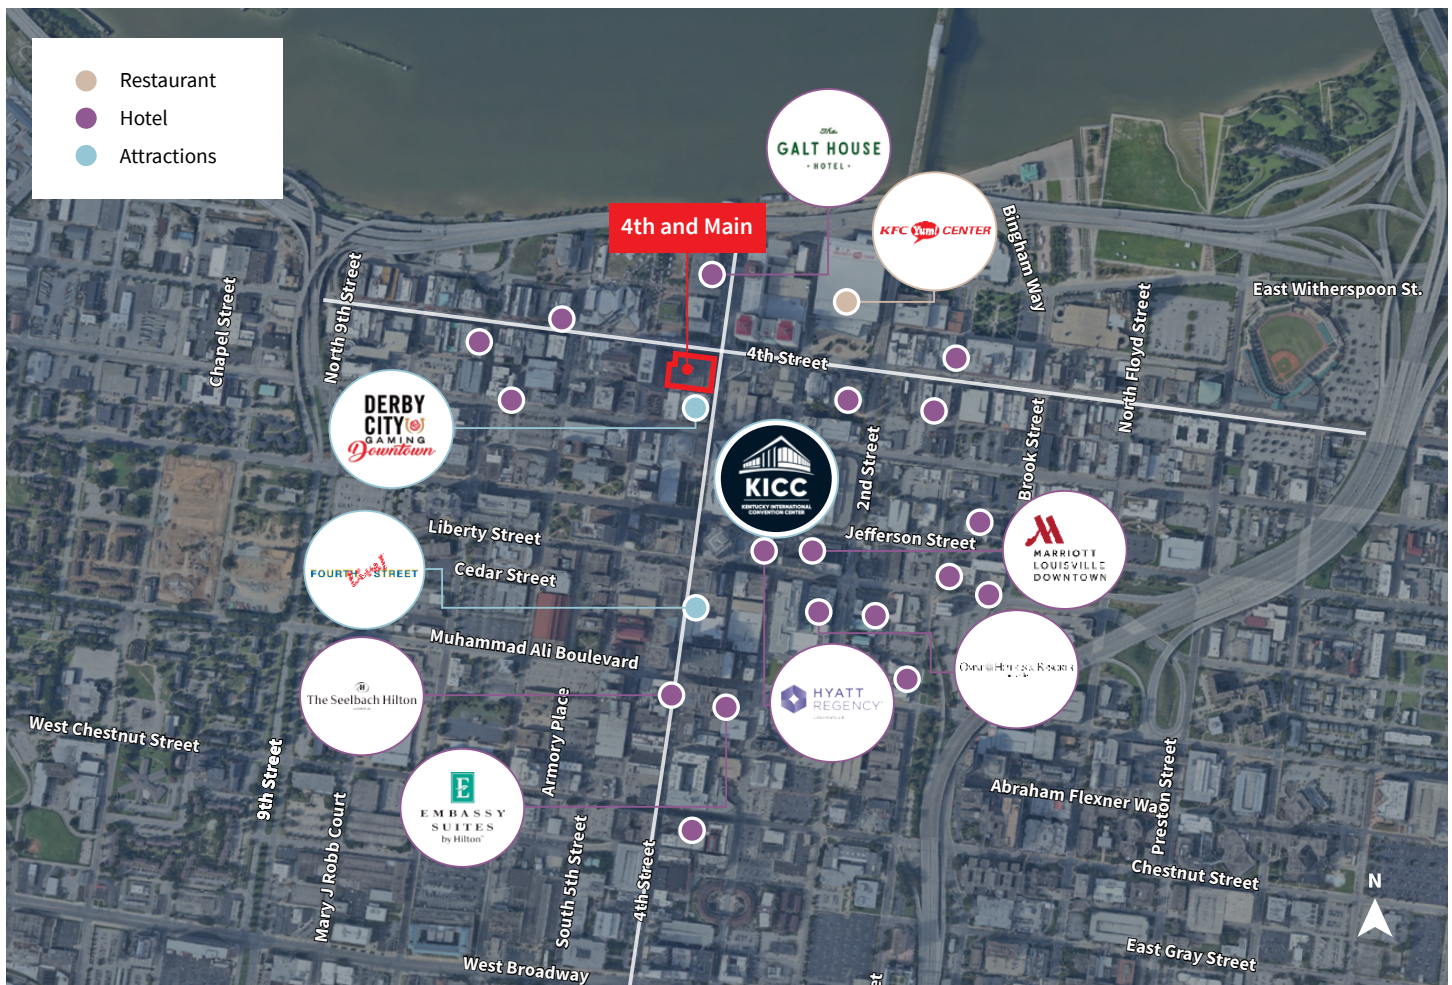 Restaurant
Hotel
Attractions
The
GALT HOUSE
• HOTEL •
4th and Main
KFC Yum! CENTER
Bingham Way
East Witherspoon St.
Chapel Street
North 9th Street
North Floyd Street
4th Street
DERBY
CITY
GAMING
Downtown
KICC
KENTUCKY INTERNATIONAL
CONVENTION CENTER
2nd Street
Brook Street
Liberty Street
Jefferson Street
MARRIOTT
LOUISVILLE
DOWNTOWN
FOURTH STREET
Live!
Cedar Street
Muhammad Ali Boulevard
The Seelbach Hilton
HYATT
REGENCY
OMNI HOTELS & RESORTS
West Chestnut Street
9th Street
Armory Place
EMBASSY
SUITES
by Hilton
Mary J Robb Court
South 5th Street
4th Street
Abraham Flexner Wa
Preston Street
Chestnut Street
N
East Gray Street
West Broadway